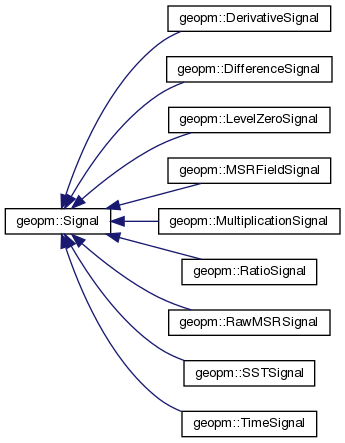 geopm::DerivativeSignal
geopm::DifferenceSignal
geopm::LevelZeroSignal
geopm::MSRFieldSignal
geopm::Signal
geopm::MultiplicationSignal
geopm::RatioSignal
geopm::RawMSRSignal
geopm::SSTSignal
geopm::TimeSignal